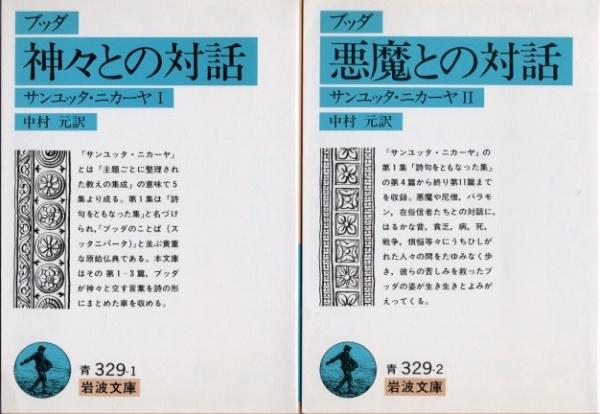 ブッダ
神々との対話
サンユッタ・ニカーヤ I
中村 元訳
『サンユッタ・ニカーヤ』
とは「主題ごとに整理され
た教えの集成」の意味で5
集より成る。第1集は「詩
句をともなった集」と名づけ
られ,『ブッダのことば(ス
ッタニパータ)』と並ぶ貴重
な原始仏典である。本文庫
はその 第1-3篇,ブッダ
が神々と交す言葉を詩の形
にまとめた章を収める。
青 329-1
岩波文庫
ブッダ
悪魔との対話
サンユッタ・ニカーヤ II
中村 元訳
『サンユッタ・ニカーヤ』の
第1集「詩句をともなった集」
の第4篇から終り第11篇まで
を収録。悪魔や尼僧,バラモ
ン,在俗信者たちとの対話に,
はるかな昔,貧乏,病,死,
戦争,煩悩等々にうちひしが
れた人々の間をたゆみなく歩
き,彼らの苦しみを救ったブ
ッダの姿が生き生きとよみが
えってくる。
青 329-2
岩波文庫